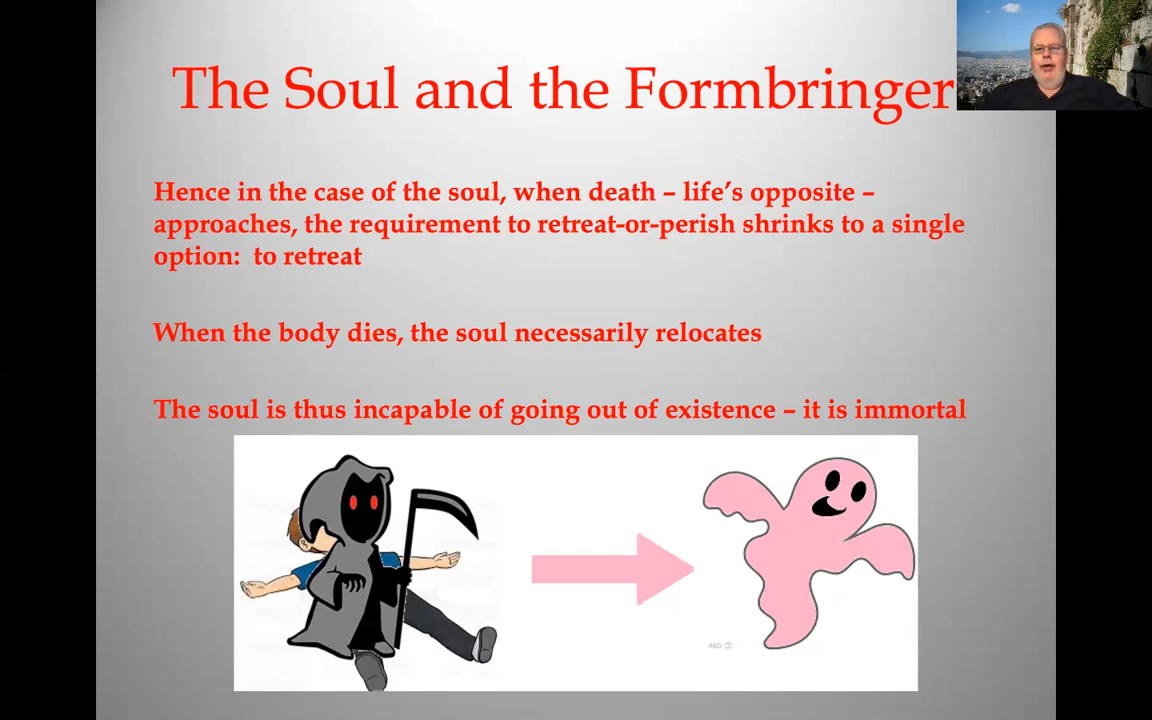 The Soul and the Formbringer
Hence in the case of the soul, when death – life’s opposite –
approaches, the requirement to retreat-or-perish shrinks to a single
option:  to retreat
When the body dies, the soul necessarily relocates
The soul is thus incapable of going out of existence – it is immortal